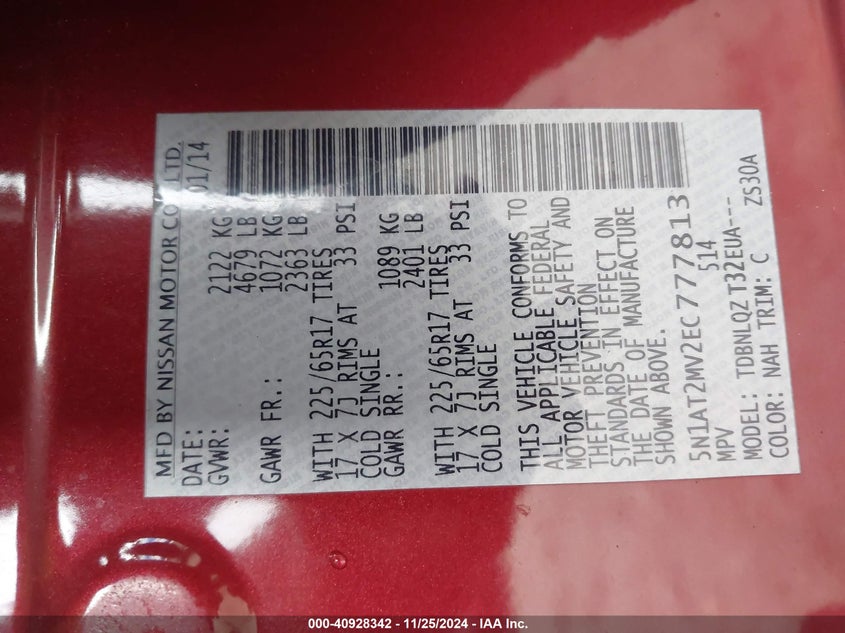 MFD BY NISSAN MOTOR CO., LTD.
DATE: 01/14
GVWR: 2122 KG
4679 LB
GAWR FR.: 1072 KG
2363 LB
WITH 225/65R17 TIRES
17 X 7J RIMS AT 33 PSI
COLD SINGLE
GAWR RR.: 1089 KG
2401 LB
WITH 225/65R17 TIRES
17 X 7J RIMS AT 33 PSI
COLD SINGLE
THIS VEHICLE CONFORMS TO
ALL APPLICABLE FEDERAL
MOTOR VEHICLE SAFETY AND
THEFT PREVENTION
STANDARDS IN EFFECT ON
THE DATE OF MANUFACTURE
SHOWN ABOVE.
5N1AT2MV2EC777813
MPV 514
MODEL: TDBNLQZ T32EUA---
COLOR: NAH TRIM: C ZS30A
000-40928342 - 11/25/2024 - IAA Inc.